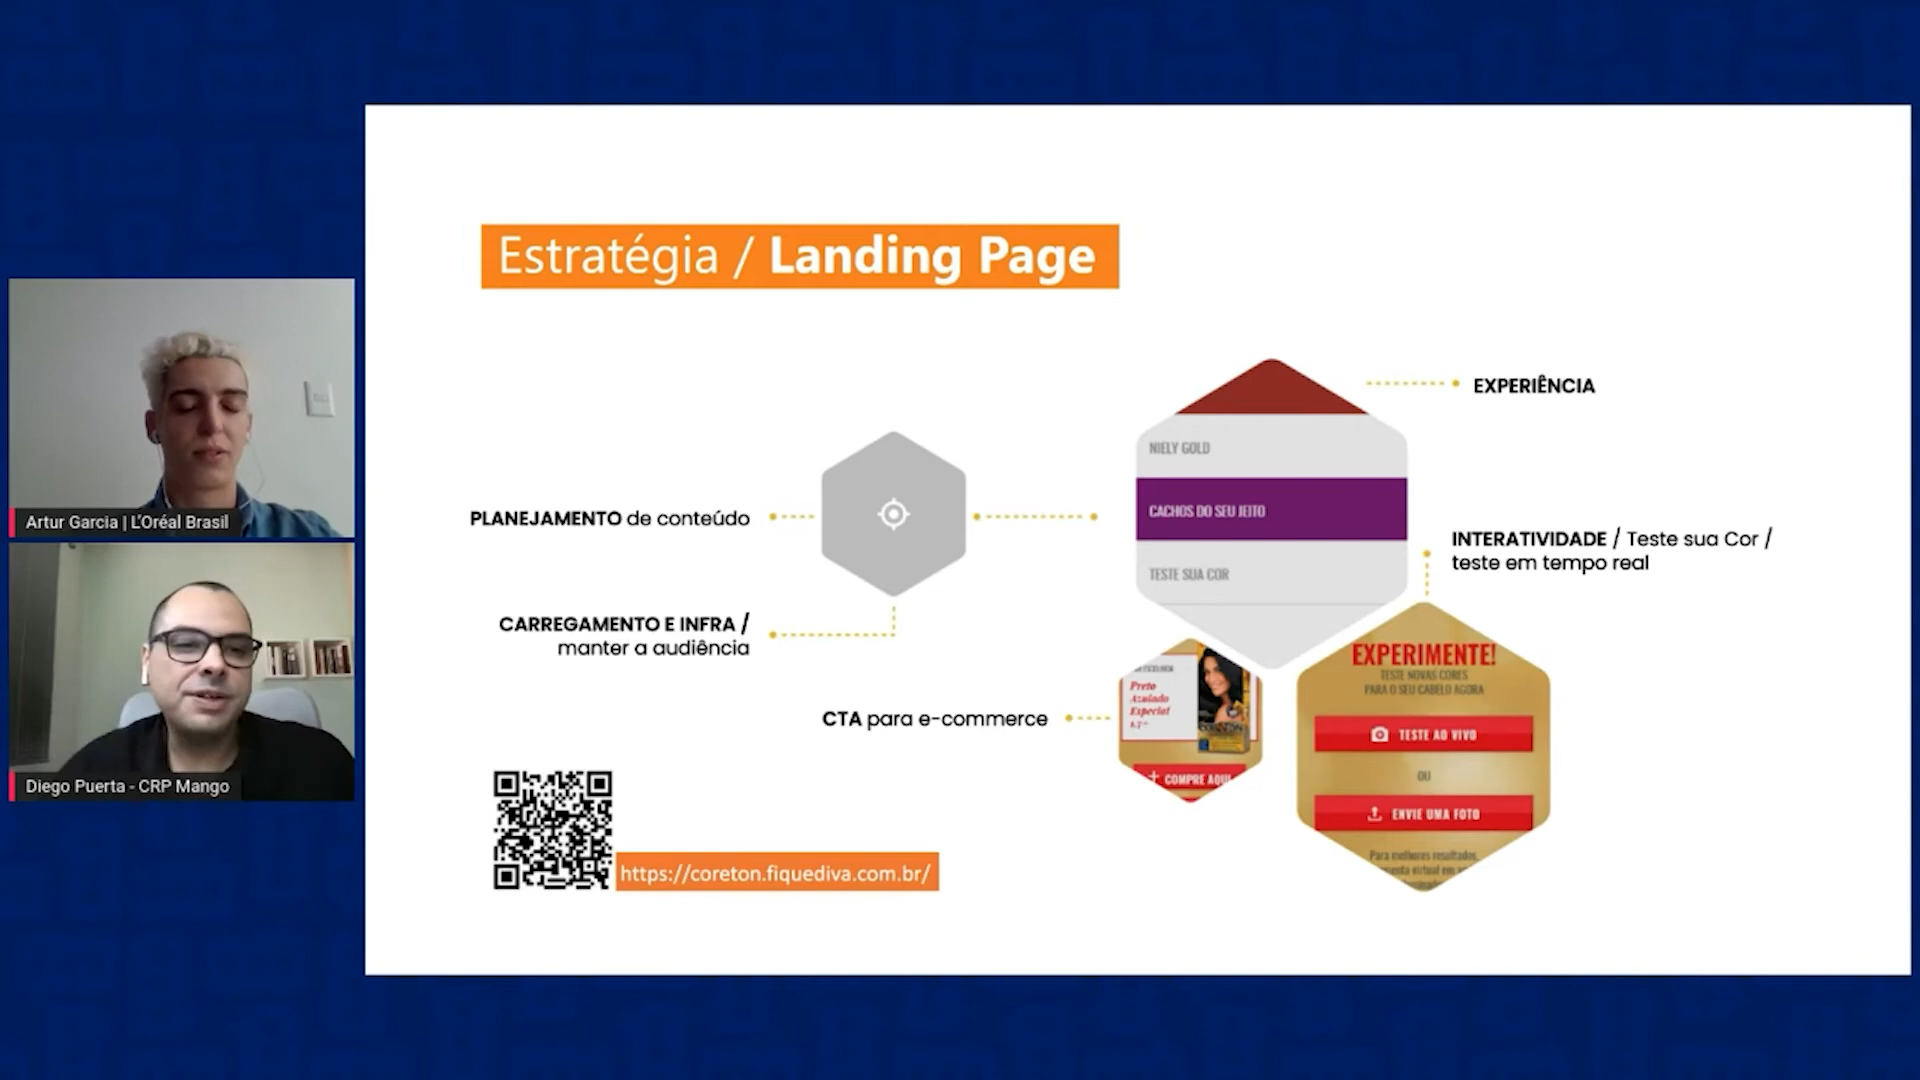 Estratégia / Landing Page
EXPERIÊNCIA
NIELY GOLD
CACHOS DO SEU JEITO
TESTE SUA COR
PLANEJAMENTO de conteúdo
INTERATIVIDADE / Teste sua Cor /
teste em tempo real
CARREGAMENTO E INFRA /
manter a audiência
CTA para e-commerce
Preto
Azulado
Especial
COMPRE AQUI
EXPERIMENTE!
TESTE NOVAS CORES
PARA O SEU CABELO AGORA
TESTE AO VIVO
OU
ENVIE UMA FOTO
Para melhores resultados,
virtual em
https://coreton.fiquediva.com.br/
Artur Garcia | L'Oréal Brasil
Diego Puerta - CRP Mango